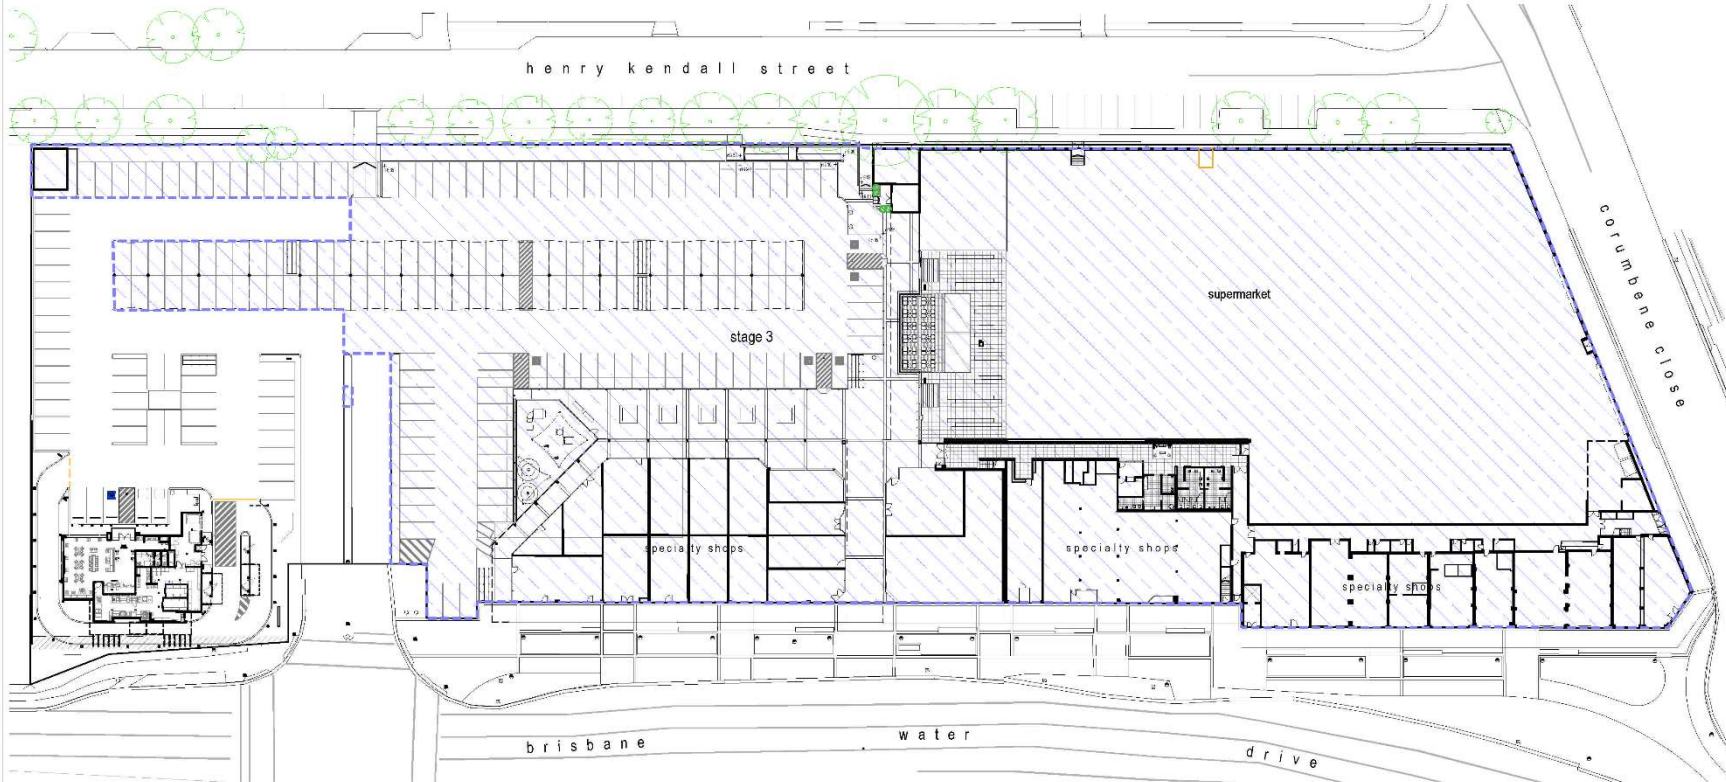 henry kendall street
corumbene close
supermarket
stage 3
specialty shops
specialty shops
specialty shops
brisbane water drive